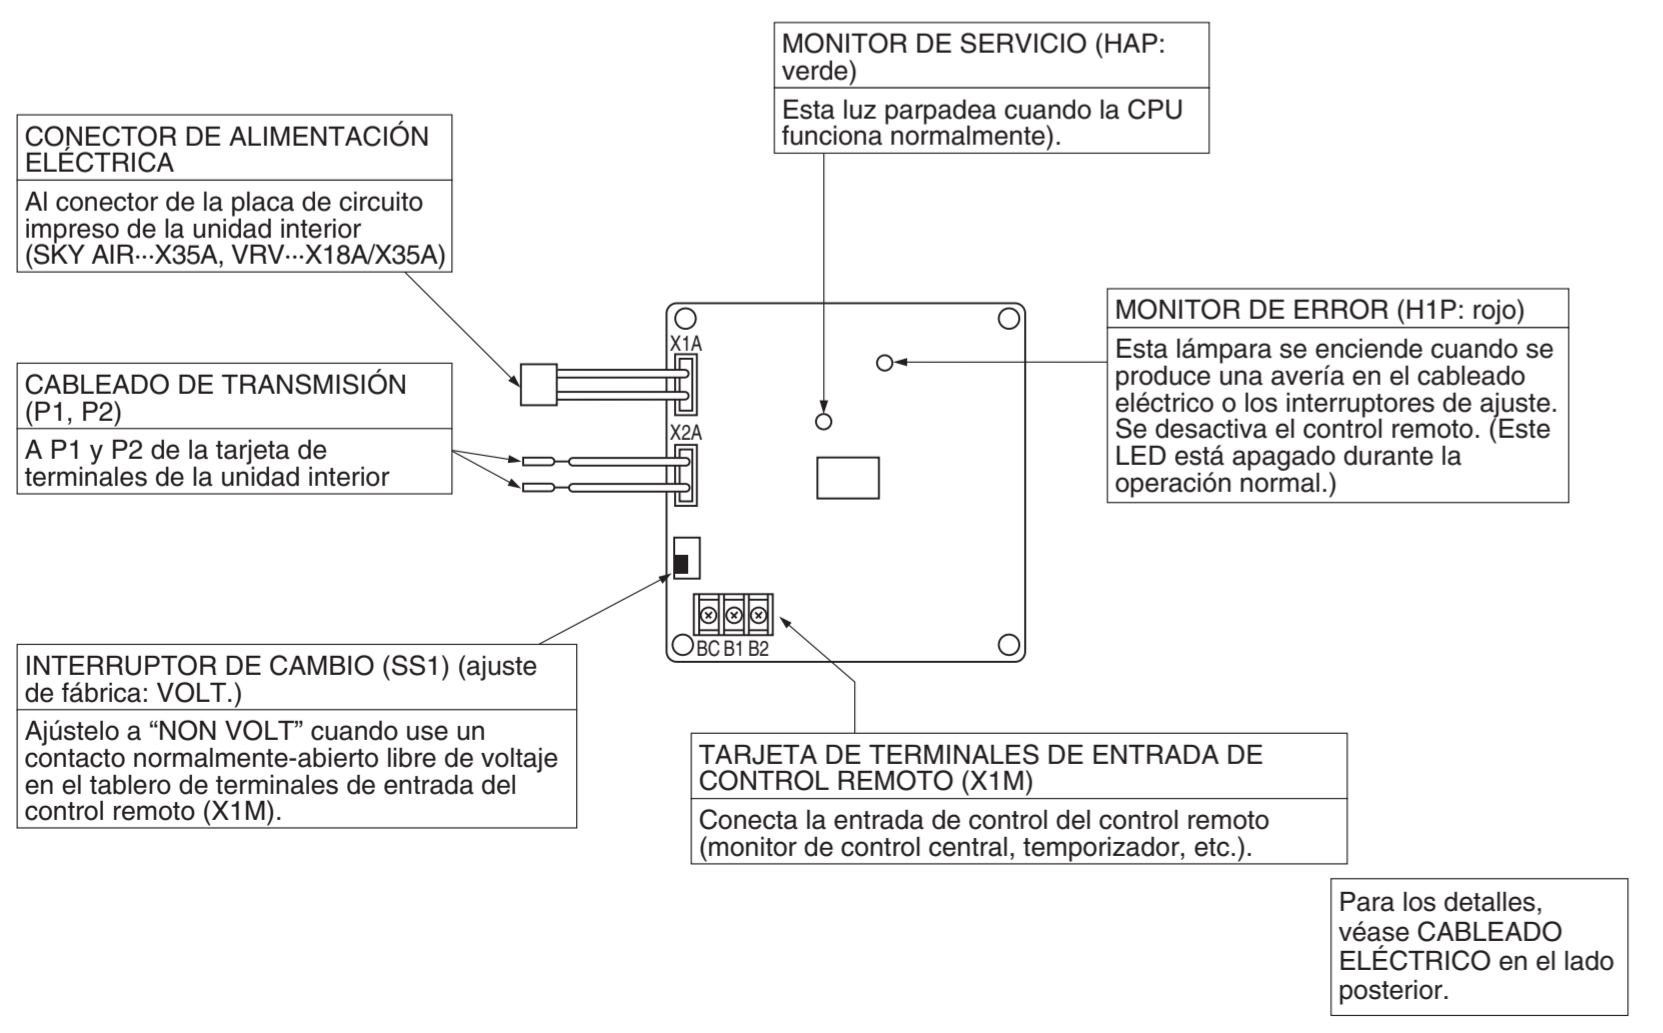 MONITOR DE SERVICIO (HAP:
verde)
Esta luz parpadea cuando la CPU
funciona normalmente).
CONECTOR DE ALIMENTACIÓN
ELÉCTRICA
Al conector de la placa de circuito
impreso de la unidad interior
(SKY AIR···X35A, VRV···X18A/X35A)
MONITOR DE ERROR (H1P: rojo)
Esta lámpara se enciende cuando se
produce una avería en el cableado
eléctrico o los interruptores de ajuste.
Se desactiva el control remoto. (Este
LED está apagado durante la
operación normal.)
X1A
CABLEADO DE TRANSMISIÓN
(P1, P2)
A P1 y P2 de la tarjeta de
terminales de la unidad interior
X2A
BC B1 B2
INTERRUPTOR DE CAMBIO (SS1) (ajuste
de fábrica: VOLT.)
Ajústelo a “NON VOLT” cuando use un
contacto normalmente-abierto libre de voltaje
en el tablero de terminales de entrada del
control remoto (X1M).
TARJETA DE TERMINALES DE ENTRADA DE
CONTROL REMOTO (X1M)
Conecta la entrada de control del control remoto
(monitor de control central, temporizador, etc.).
Para los detalles,
véase CABLEADO
ELÉCTRICO en el lado
posterior.